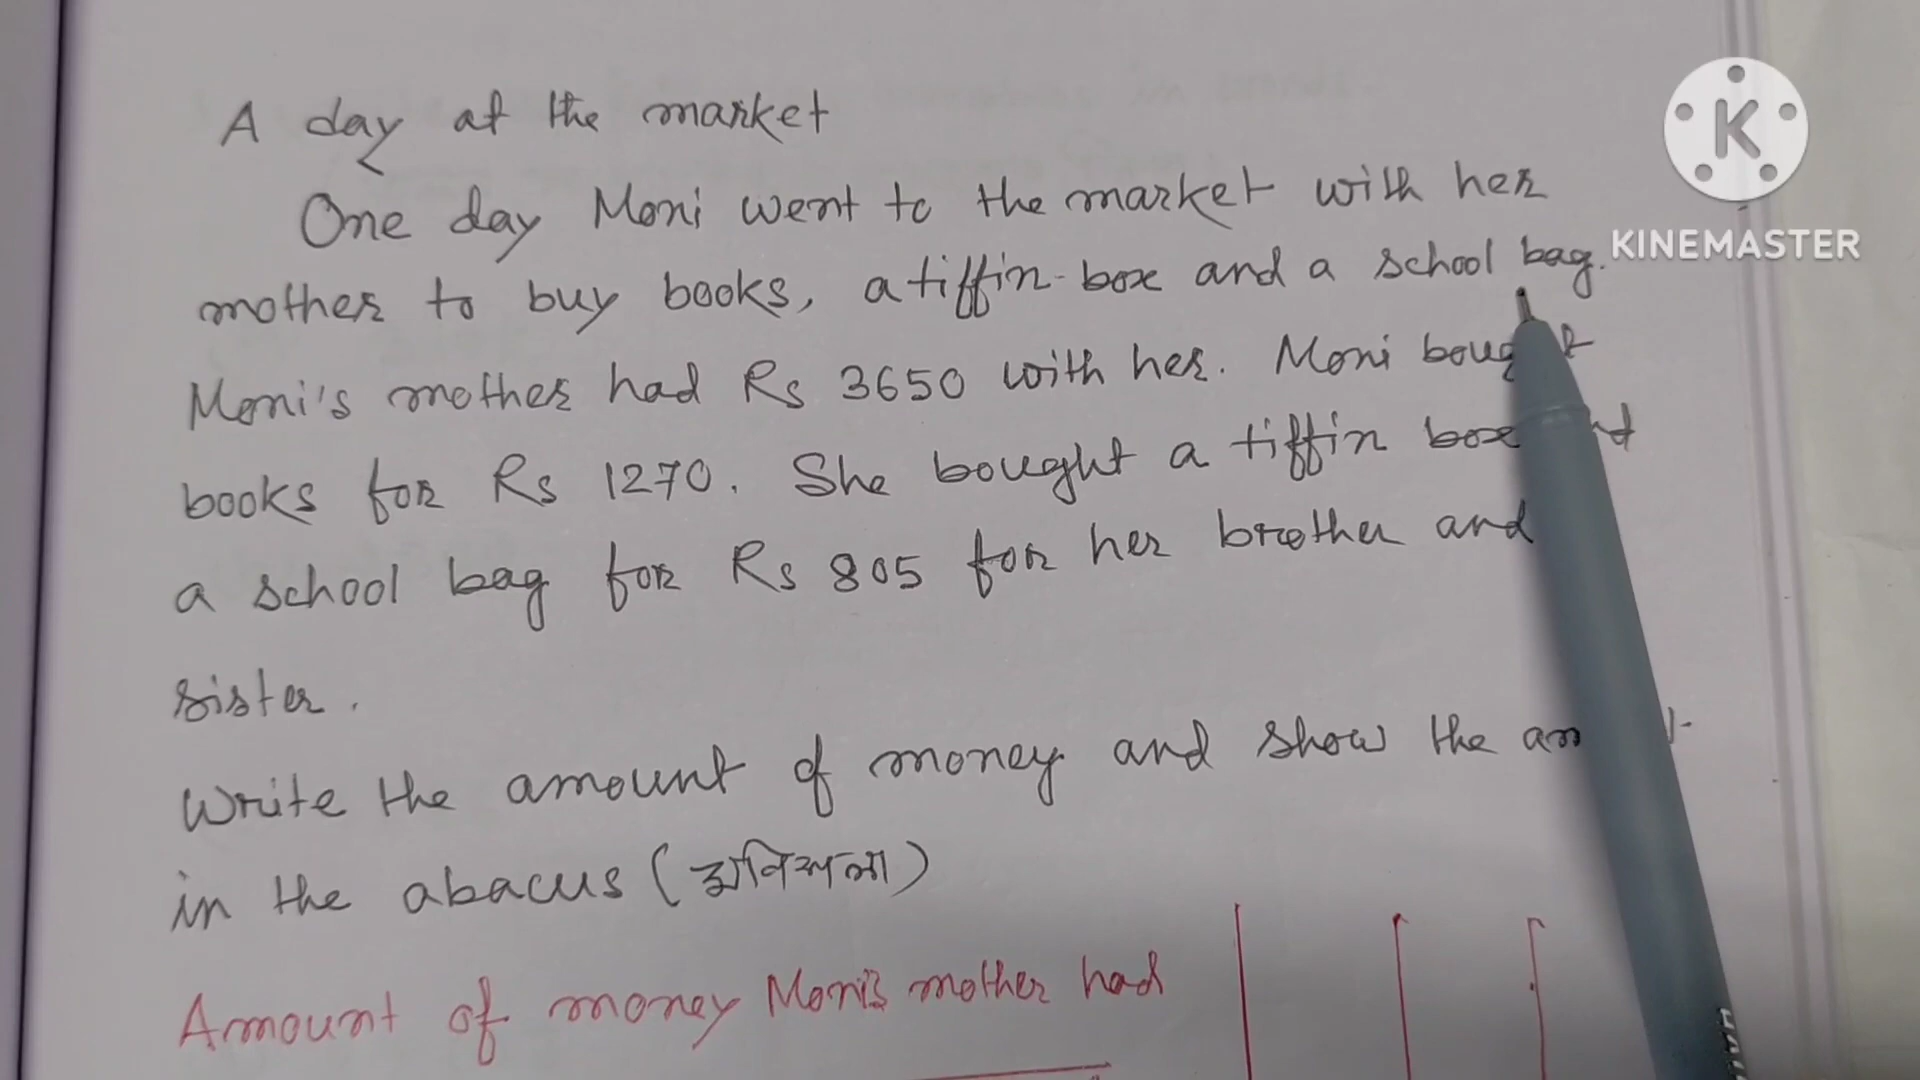 A day at the market
One day Moni went to the market with her
mother to buy books, a tiffin-box and a school bag.
Moni's mother had Rs 3650 with her. Moni
books for Rs 1270. She bought a tiffin box
a school bag for Rs 805 for her brother and
sister.
Write the amount of money and show the
in the abacus
Amount of money Moni's mother had
K
KINEMASTER